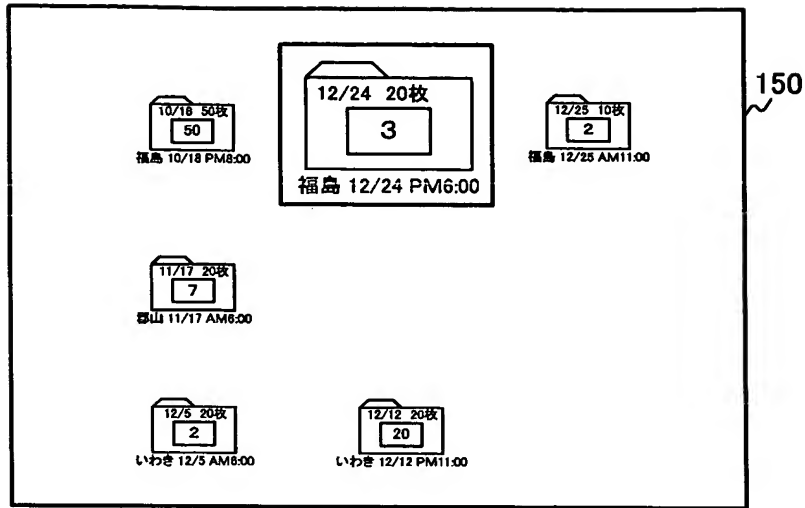 150
10/18 50枚
50
福島 10/18 PM8:00
12/24 20枚
3
福島 12/24 PM6:00
12/25 10枚
2
福島 12/25 AM11:00
11/17 20枚
7
郡山 11/17 AM6:00
12/5 20枚
2
いわき 12/5 AM6:00
12/12 20枚
20
いわき 12/12 PM11:00